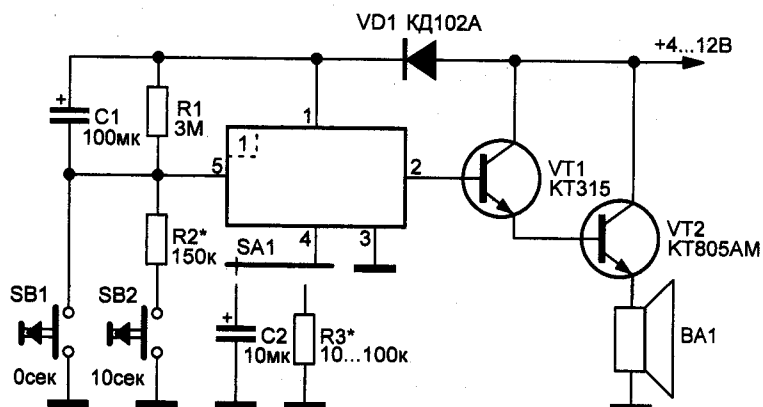 VD1 КД102А
+4...12В
+
C1
100мк
R1
3М
1
1
5
2
VT1
КТ315
4
3
R2*
150к
SA1
VT2
КТ805АМ
SB1
SB2
+
C2
10мк
R3*
10...100к
BA1
0сек
10сек